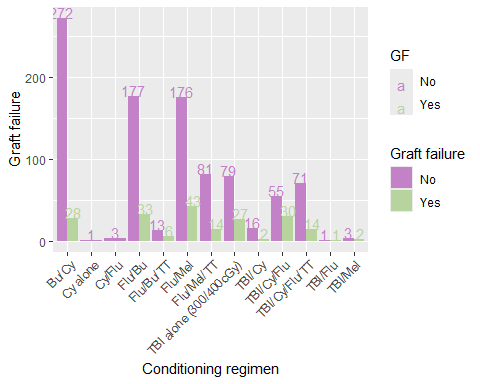 272
28
1
3
177
33
13
6
176
43
81
14
79
27
16
2
55
30
71
14
1
1
3
2
200
100
0
Graft failure
Bu/Cy
Cy alone
Cy/Flu
Flu/Bu
Flu/Bu/TT
Flu/Mel
Flu/Mel/TT
TBI alone (300/400cGy)
TBI/Cy
TBI/Cy/Flu
TBI/Cy/Flu/TT
TBI/Flu
TBI/Mel
Conditioning regimen
GF
a No
a Yes
Graft failure
No
Yes